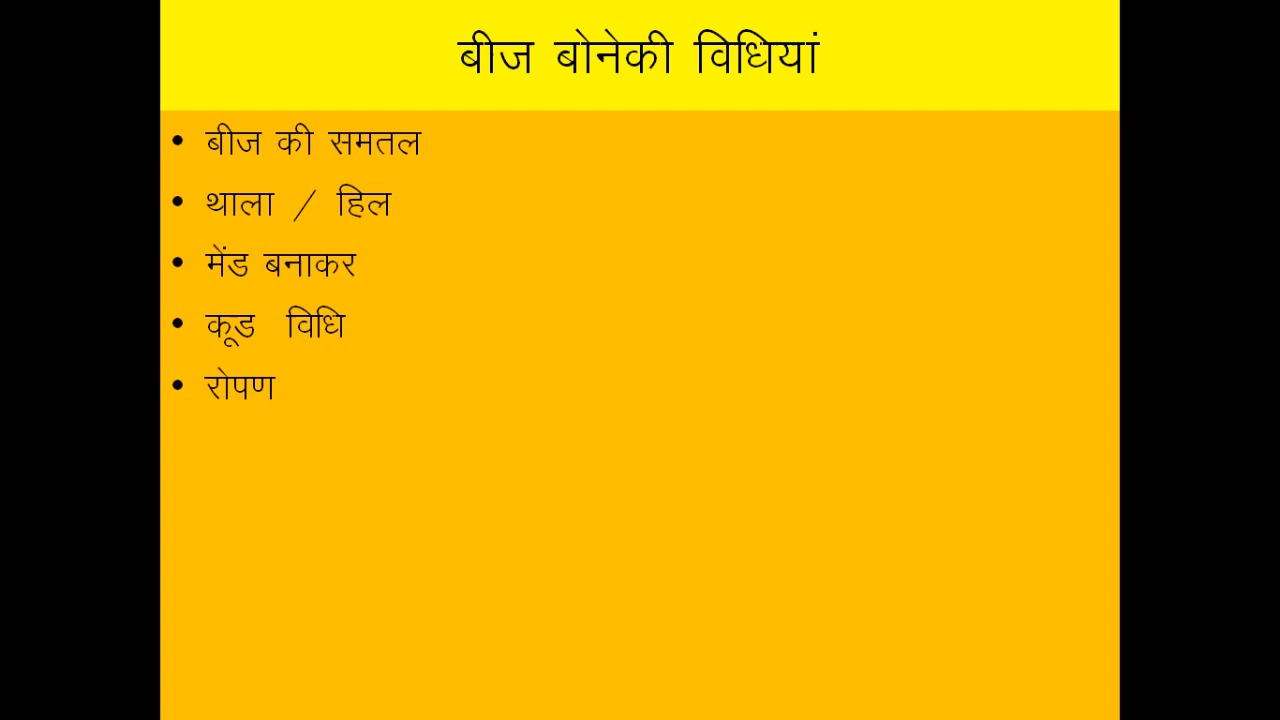 बीज बोनेकी विधियां
• बीज की समतल
• थाला / हिल
• मेंड बनाकर
• कूड विधि
• रोपण